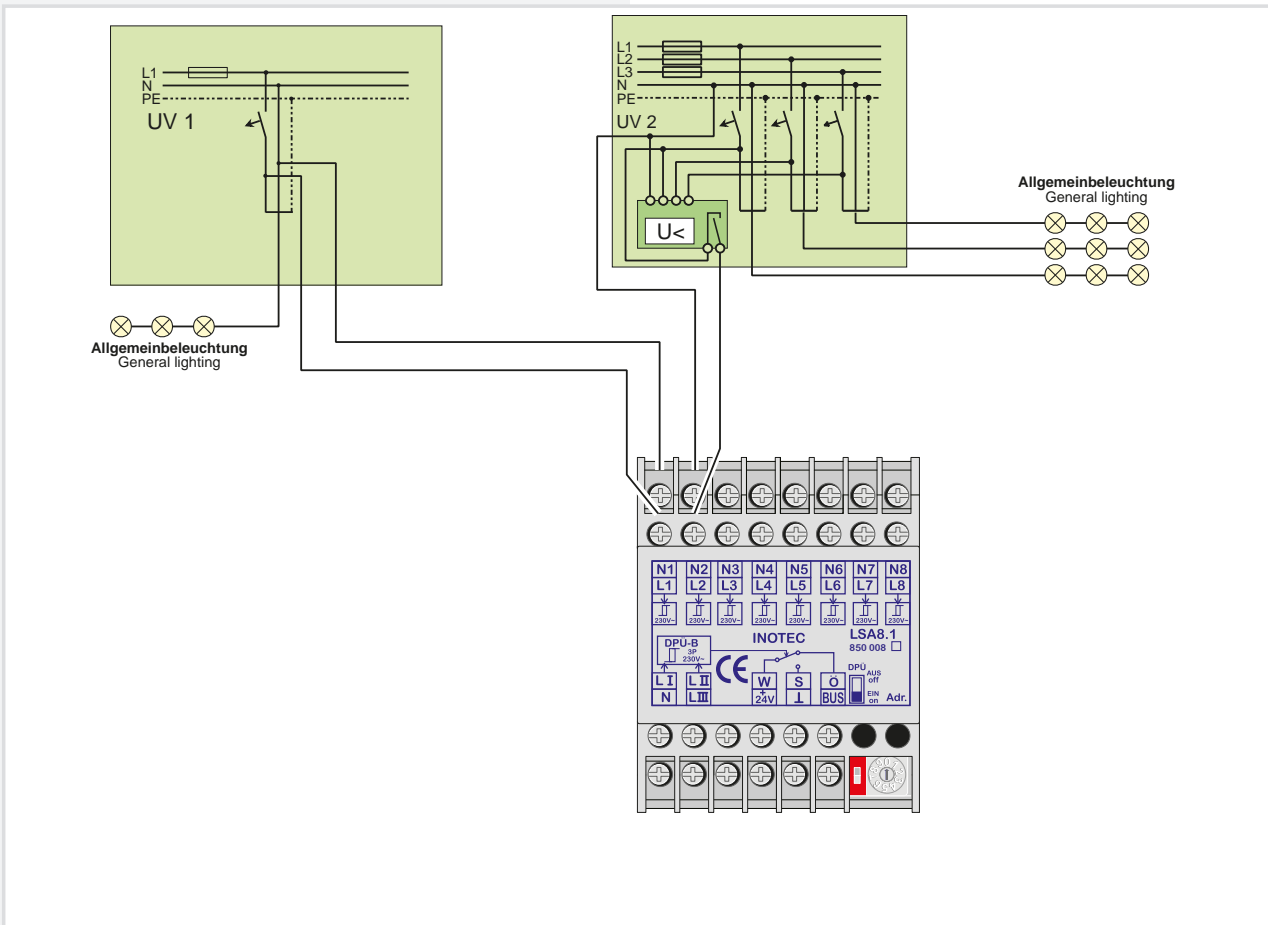 L1
N
PE
UV 1
L1
L2
L3
N
PE
UV 2
U<
Allgemeinbeleuchtung
General lighting
Allgemeinbeleuchtung
General lighting
N1 N2 N3 N4 N5 N6 N7 N8
L1 L2 L3 L4 L5 L6 L7 L8
230V~ 230V~ 230V~ 230V~ 230V~ 230V~ 230V~ 230V~
DPÜ-B
3P
230V~
INOTEC
LSA8.1
850 008
CE
DPÜ
AUS
off
EIN
on
Adr.
L I L II W S Ö
N L III + 24V ⊥ BUS